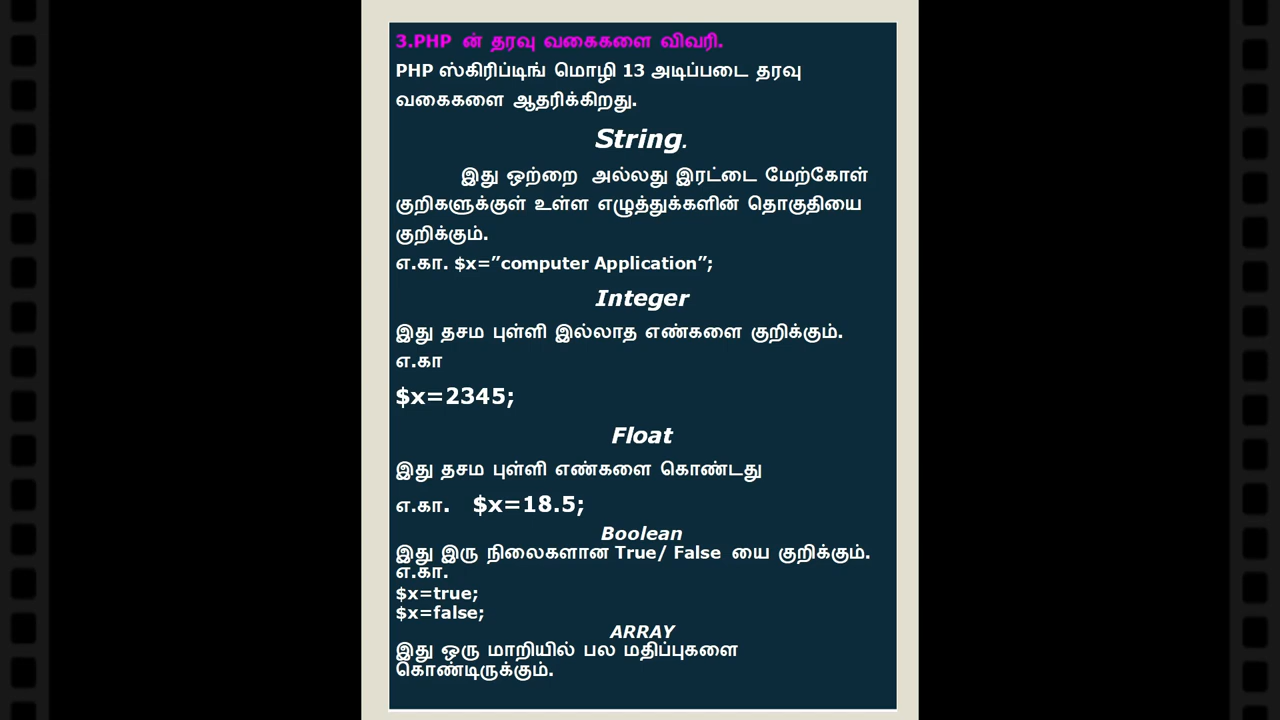 3.PHP ன் தரவு வகைகளை விவரி.
PHP ஸ்கிரிப்டிங் மொழி 13 அடிப்படை தரவு
வகைகளை ஆதரிக்கிறது.
String.
இது ஒற்றை அல்லது இரட்டை மேற்கோள்
குறிகளுக்குள் உள்ள எழுத்துக்களின் தொகுதியை
குறிக்கும்.
எ.கா. $x=”computer Application”;
Integer
இது தசம புள்ளி இல்லாத எண்களை குறிக்கும்.
எ.கா
$x=2345;
Float
இது தசம புள்ளி எண்களை கொண்டது
எ.கா. $x=18.5;
Boolean
இது இரு நிலைகளான True/ False யை குறிக்கும்.
எ.கா.
$x=true;
$x=false;
ARRAY
இது ஒரு மாறியில் பல மதிப்புகளை
கொண்டிருக்கும்.